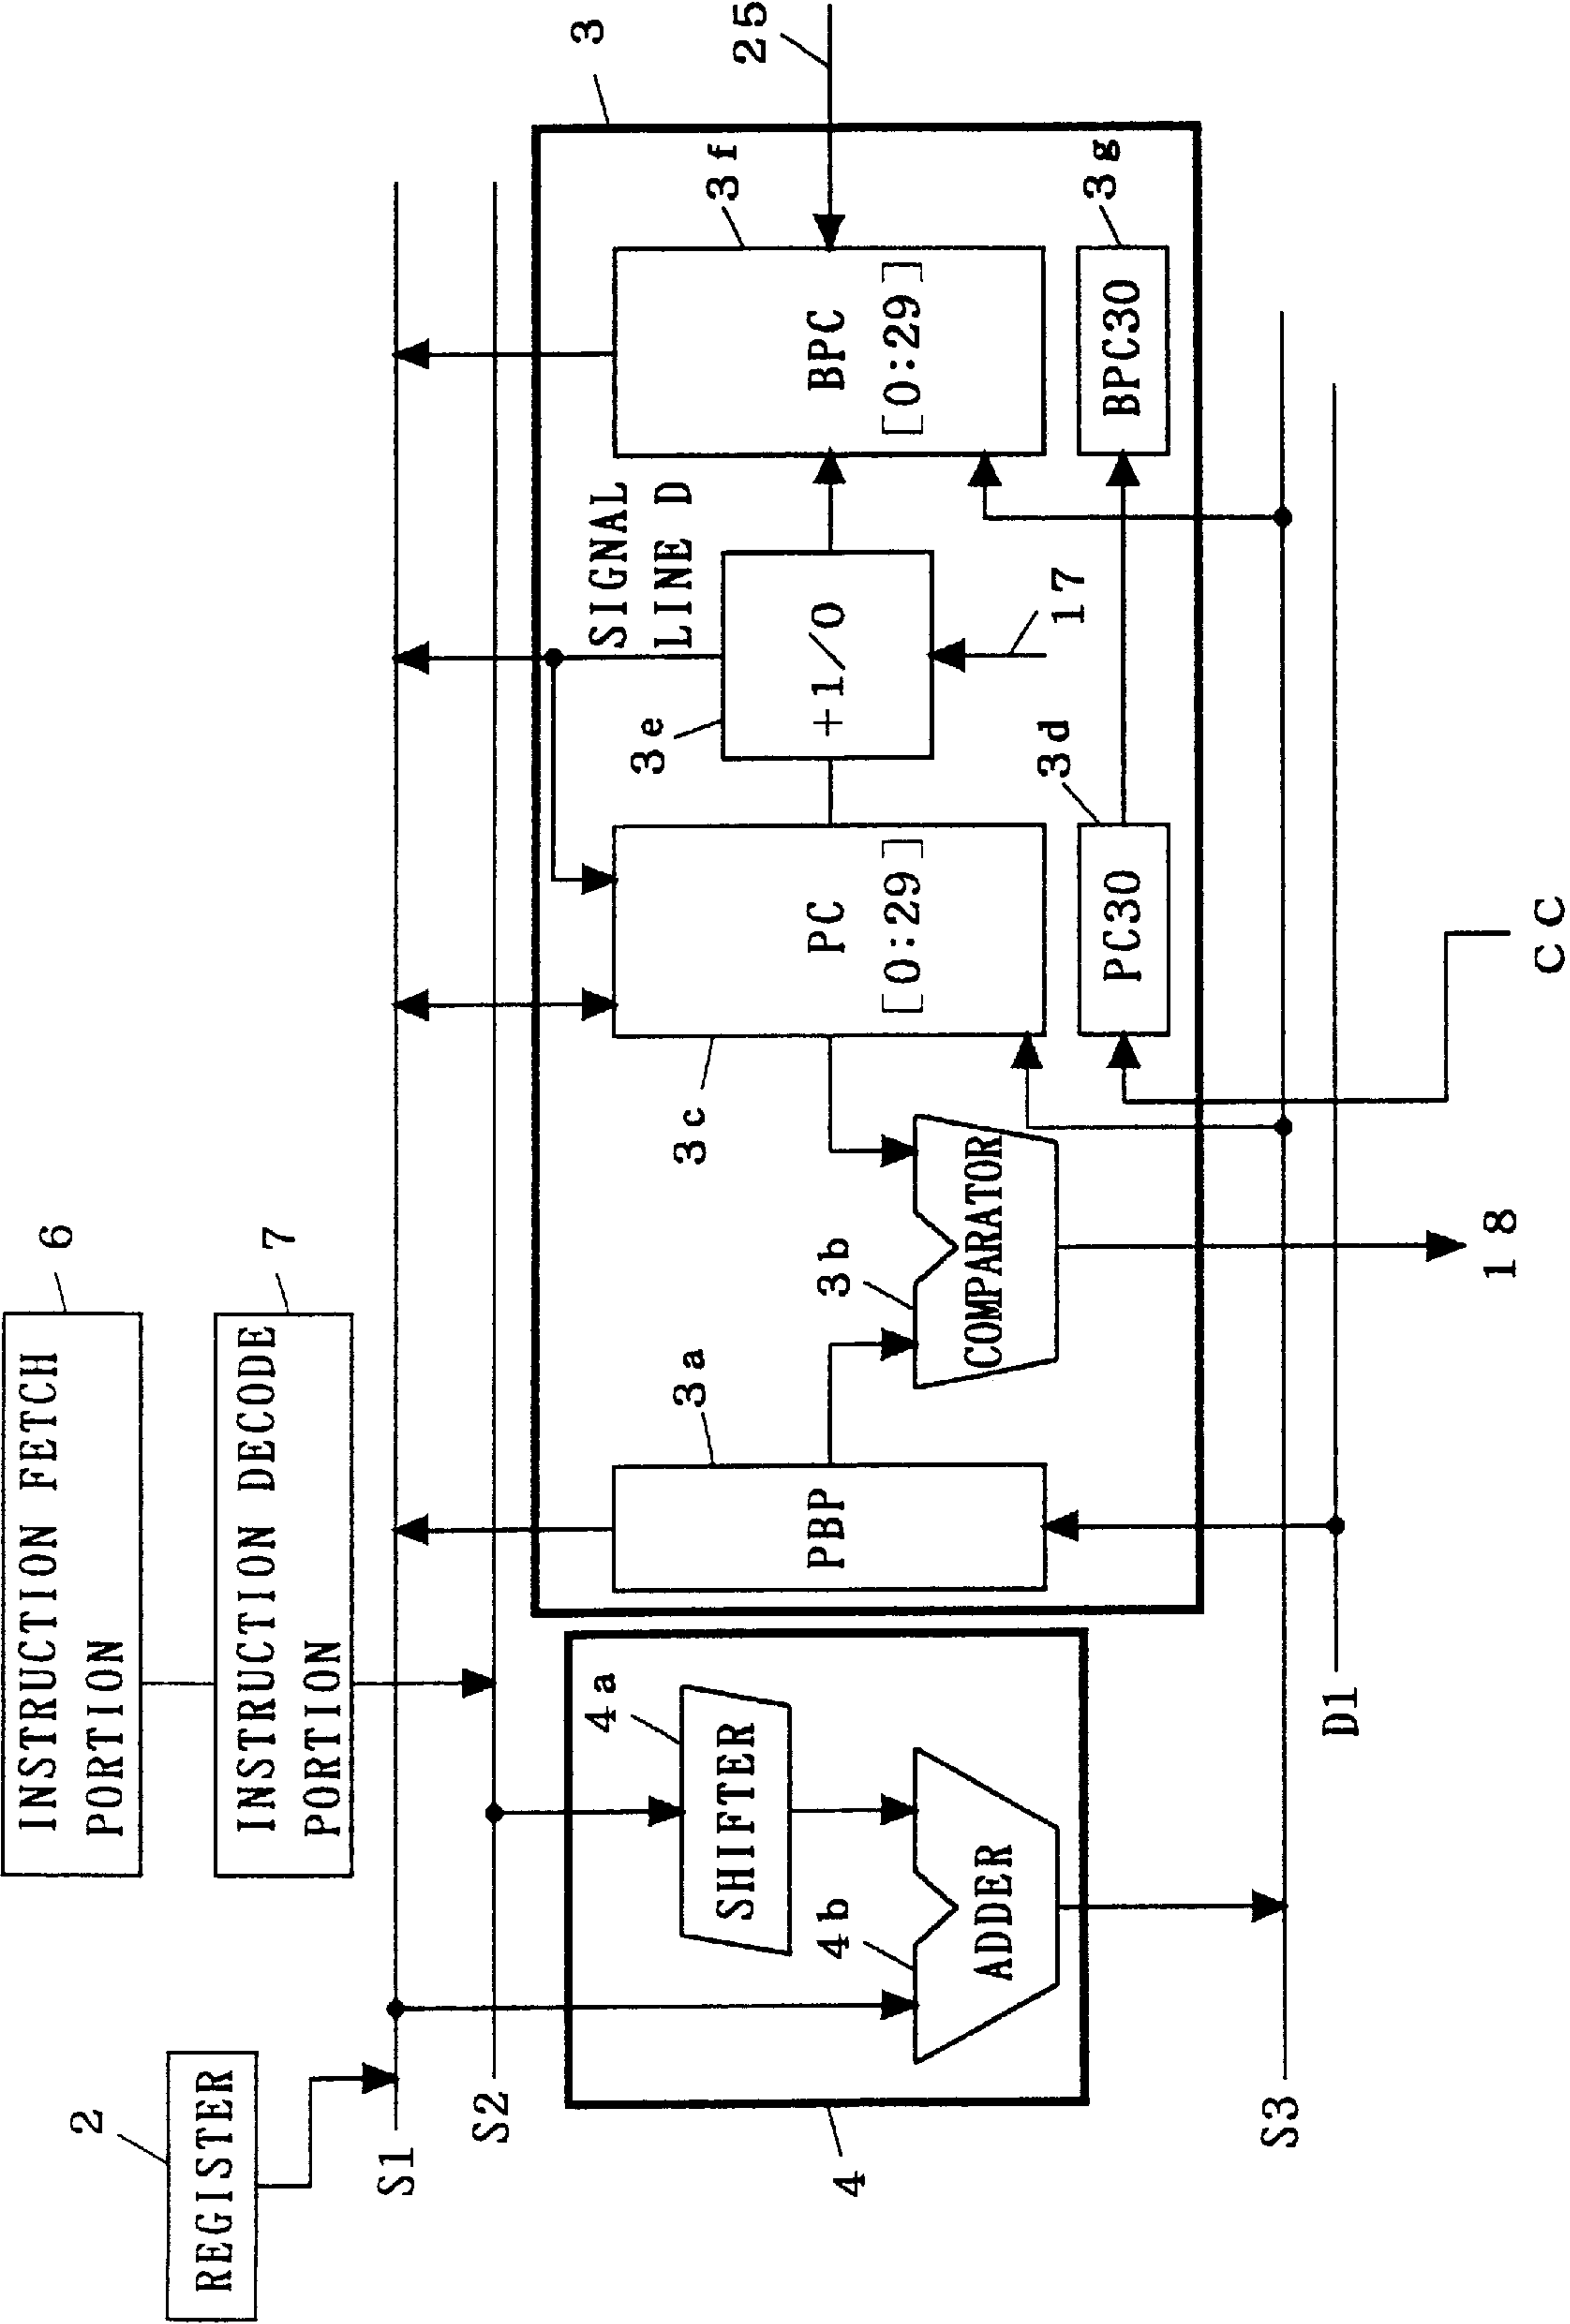 6
INSTRUCTION FETCH
PORTION
7
INSTRUCTION DECODE
PORTION
2
REGISTER
S1
S2
3
3f
SIGNAL
LINE D
4a
SHIFTER
3a
PBP
3c
PC
[0:29]
3e
+1/0
BPC
[0:29]
25
4b
ADDER
3b
COMPARATOR
17
3d
PC30
3g
BPC30
4
S3
D1
18
CC